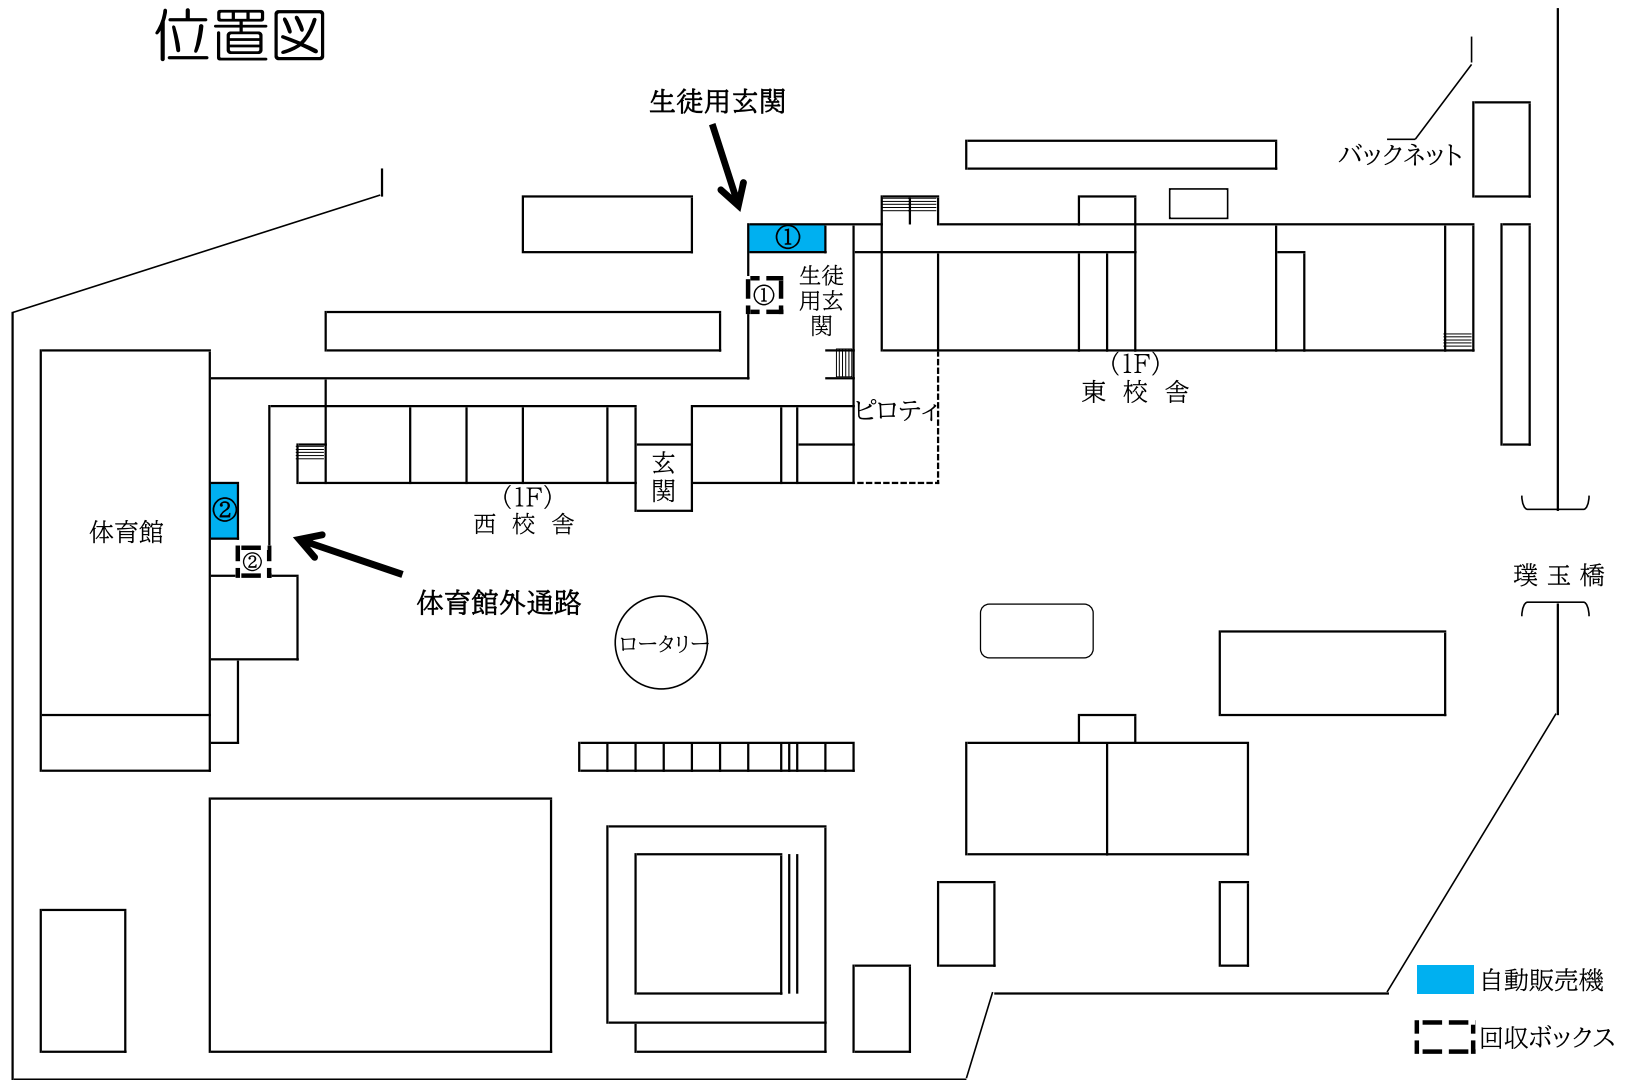 位置図
生徒用玄関
バックネット
①
①
生徒
用玄
関
(1F)
東校舎
ピロティ
玄
関
(1F)
西校舎
②
体育館
②
体育館外通路
璞玉橋
ロータリー
自動販売機
回収ボックス